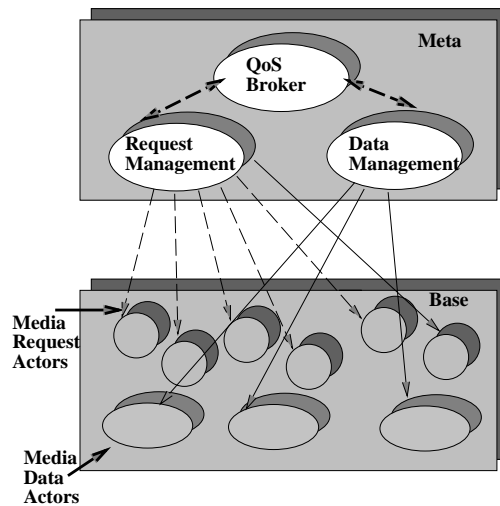 Meta
QoS
Broker
Request
Management
Data
Management
Base
Media
Request
Actors
Media
Data
Actors